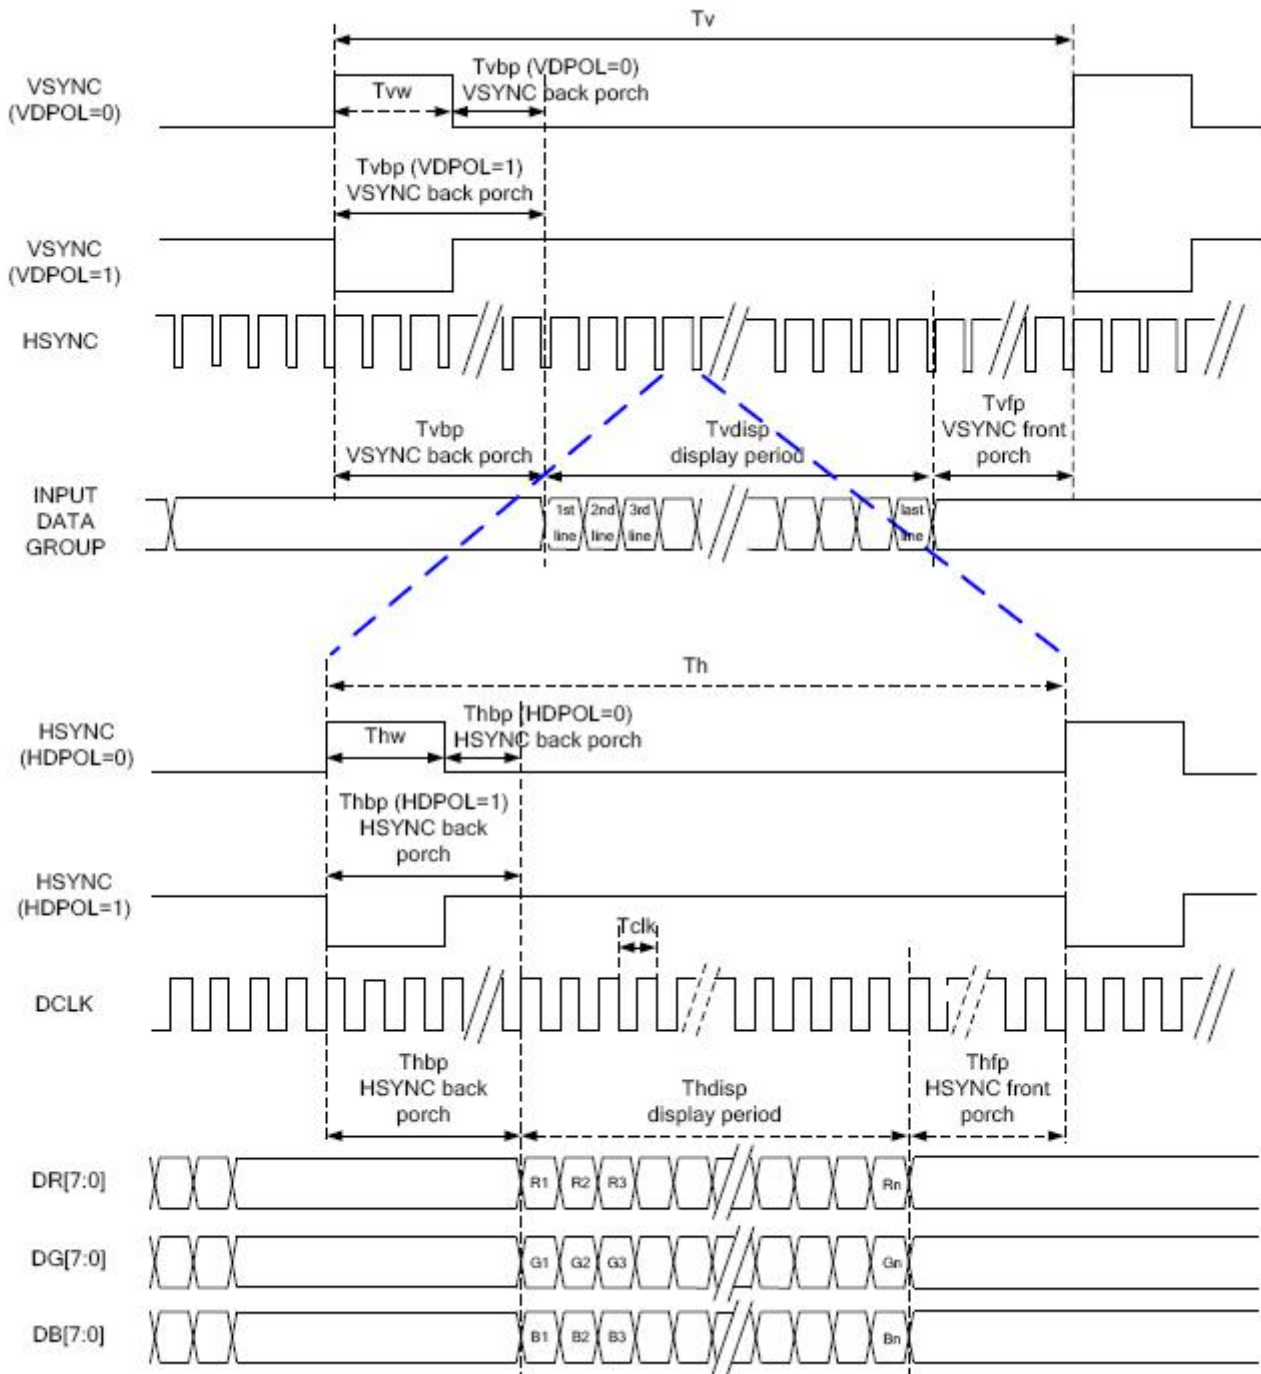 Tv
VSYNC
(VDPOL=0)
Tvw
Tvbp (VDPOL=0)
VSYNC back porch
Tvbp (VDPOL=1)
VSYNC back porch
VSYNC
(VDPOL=1)
HSYNC
Tvbp
VSYNC back porch
Tvdisp
display period
Tvfp
VSYNC front
porch
INPUT
DATA
GROUP
1st
line
2nd
line
3rd
line
last
line
Th
HSYNC
(HDPOL=0)
Thw
Thbp (HDPOL=0)
HSYNC back porch
Thbp (HDPOL=1)
HSYNC back
porch
HSYNC
(HDPOL=1)
Tclk
DCLK
Thbp
HSYNC back
porch
Thdisp
display period
Thfp
HSYNC front
porch
DR[7:0]
R1 R2 R3 Rn
DG[7:0]
G1 G2 G3 Gn
DB[7:0]
B1 B2 B3 Bn